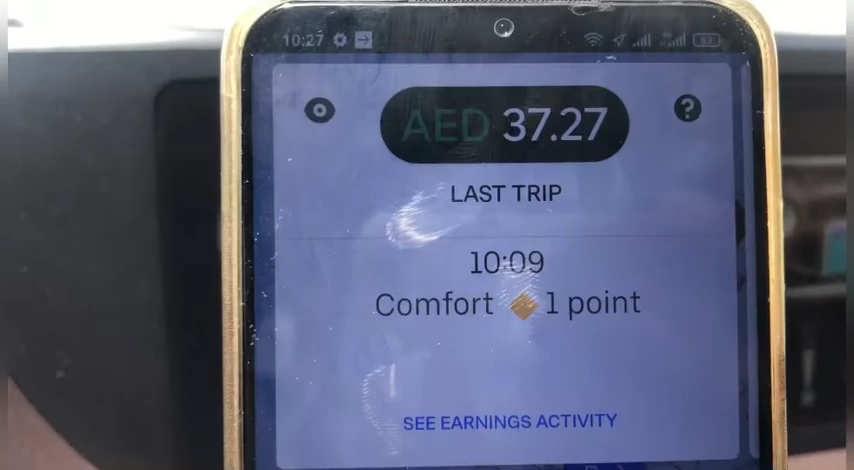 10:27
AED 37.27
LAST TRIP
10:09
Comfort 1 point
SEE EARNINGS ACTIVITY